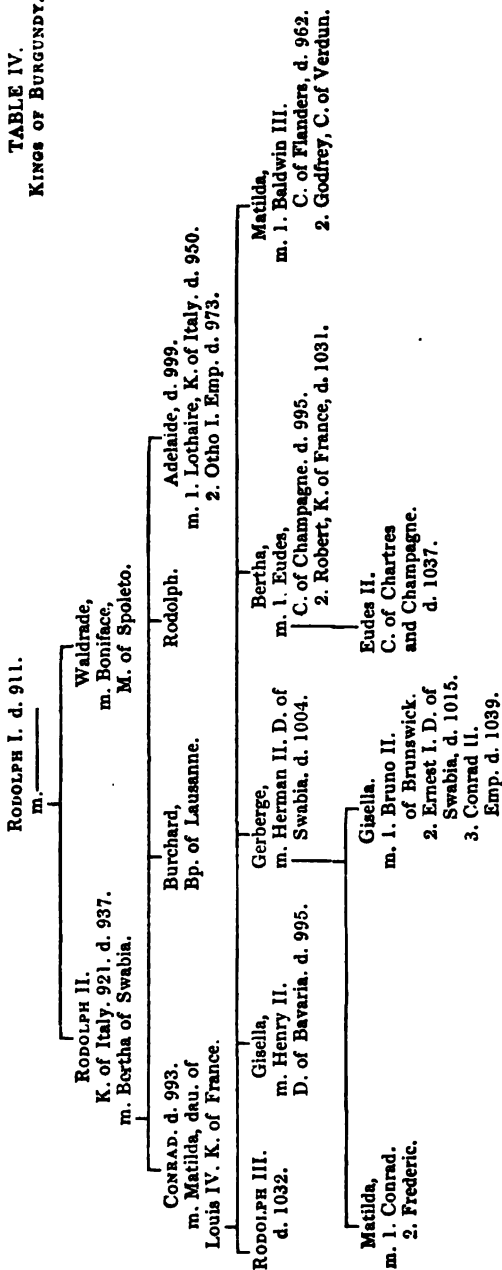 TABLE IV.
KINGS OF BURGUNDY.
RODOLPH I. d. 911.
m.
RODOLPH II.
K. of Italy. 921. d. 937.
m. Bertha of Swabia.
Waldrade,
m. Boniface,
M. of Spoleto.
CONRAD. d. 993.
m. Matilda, dau. of
Louis IV. K. of France.
Burchard,
Bp. of Lausanne.
Rodolph.
Adelaide, d. 999.
m. 1. Lothaire, K. of Italy. d. 950.
2. Otho I. Emp. d. 973.
RODOLPH III.
d. 1032.
Gisella,
m. Henry II.
D. of Bavaria. d. 995.
Gerberge,
m. Herman II. D. of
Swabia. d. 1004.
Bertha,
m. 1. Eudes,
C. of Champagne. d. 995.
2. Robert, K. of France, d. 1031.
Matilda,
m. 1. Baldwin III.
C. of Flanders, d. 962.
2. Godfrey, C. of Verdun.
Matilda,
m. 1. Conrad.
2. Frederic.
Gisella.
m. 1. Bruno II.
of Brunswick.
2. Ernest I. D. of
Swabia, d. 1015.
3. Conrad II.
Emp. d. 1039.
Eudes II.
C. of Chartres
and Champagne.
d. 1037.